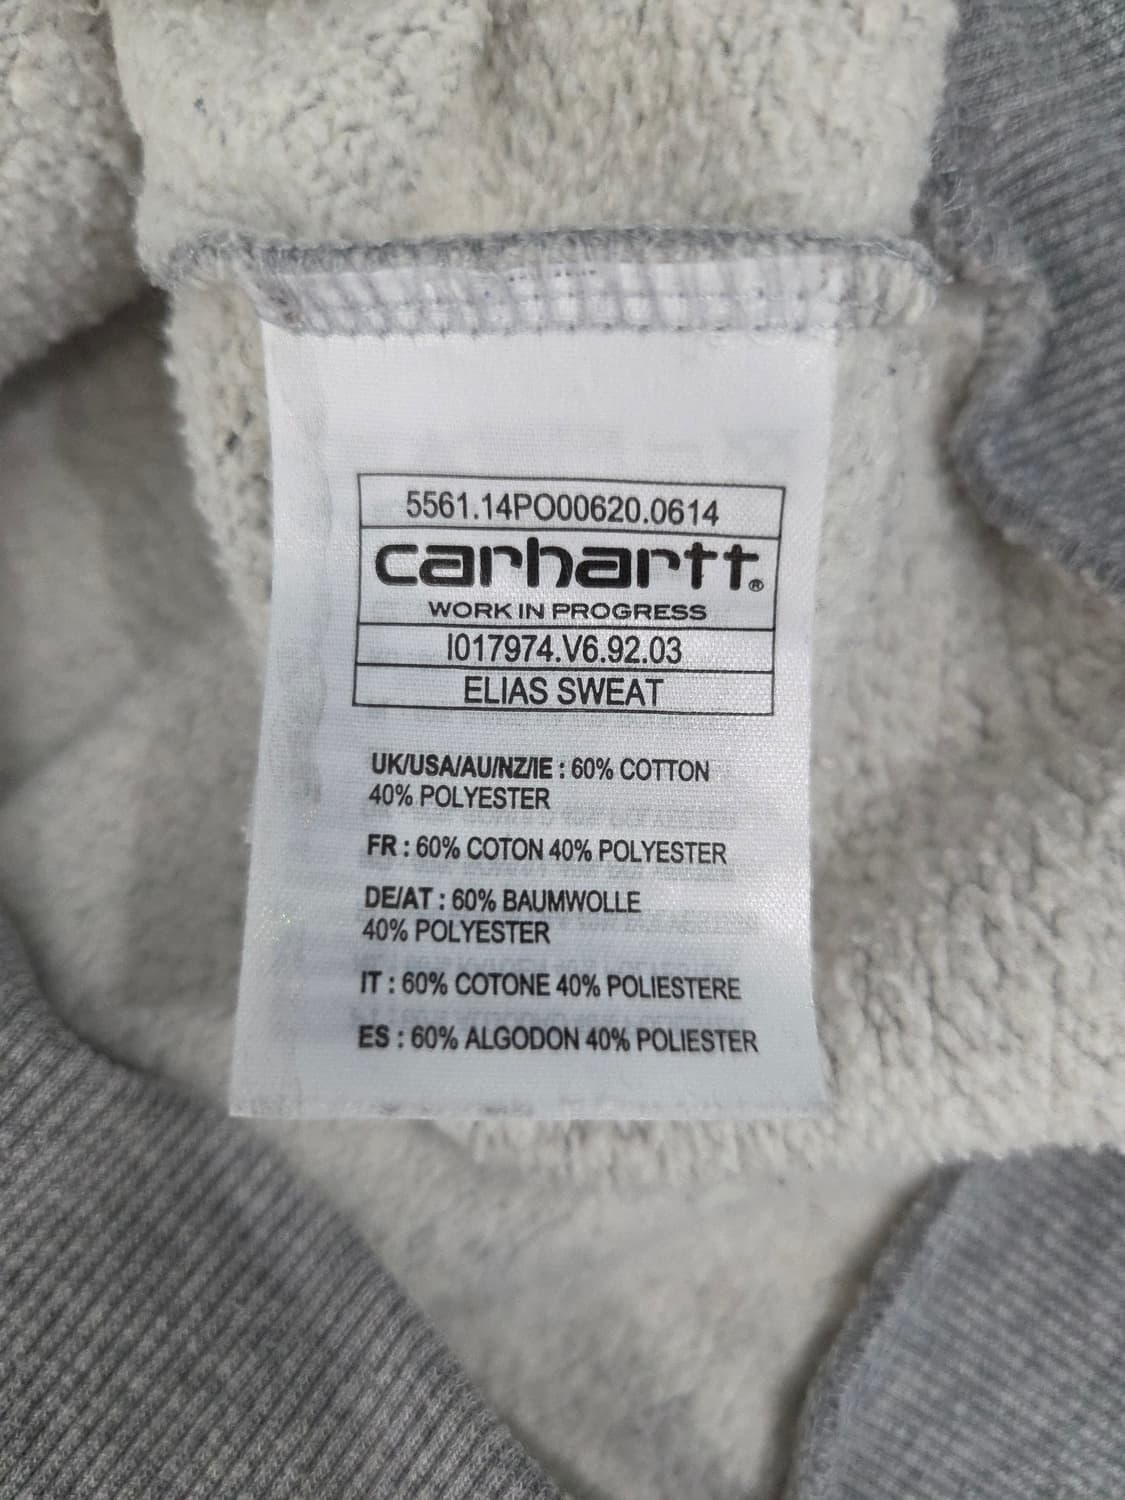 5561.14PO00620.0614
carhartt®
WORK IN PROGRESS
I017974.V6.92.03
ELIAS SWEAT
UK/USA/AU/NZ/IE : 60% COTTON
40% POLYESTER
FR : 60% COTON 40% POLYESTER
DE/AT : 60% BAUMWOLLE
40% POLYESTER
IT : 60% COTONE 40% POLIESTERE
ES : 60% ALGODON 40% POLIESTER